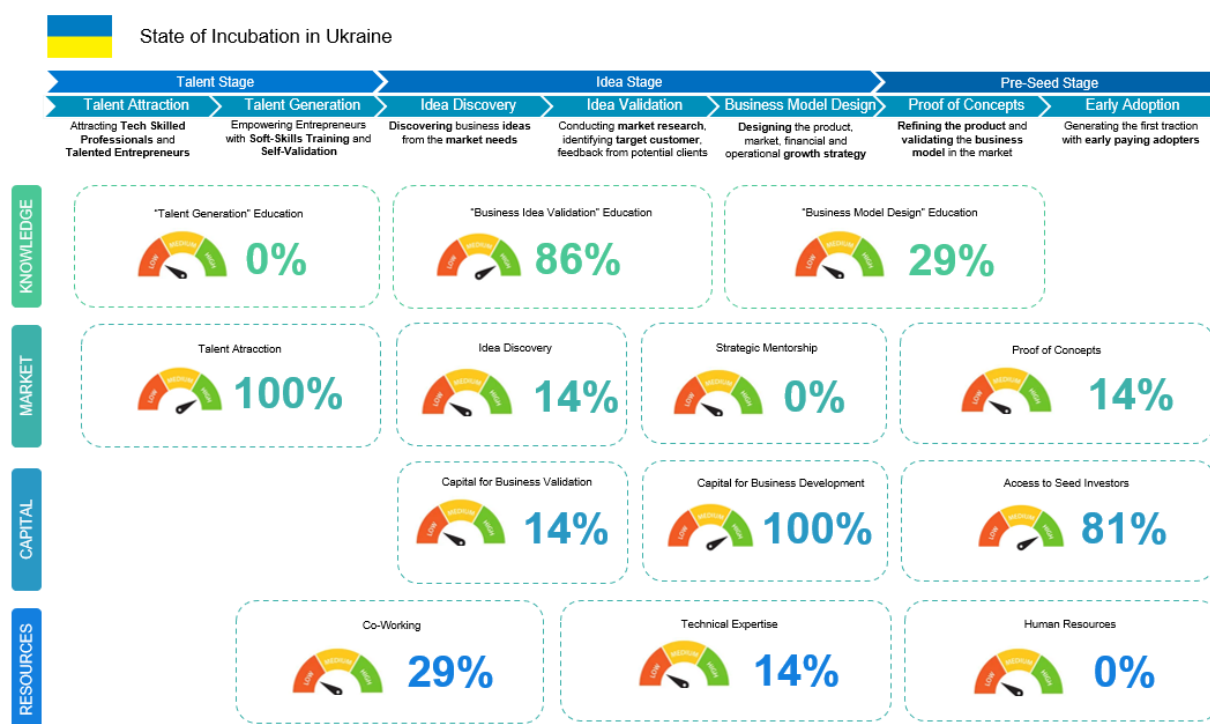 State of Incubation in Ukraine
Talent Stage
Idea Stage
Pre-Seed Stage
Talent Attraction
Talent Generation
Idea Discovery
Idea Validation
Business Model Design
Proof of Concepts
Early Adoption
Attracting Tech Skilled
Professionals and
Talented Entrepreneurs
Empowering Entrepreneurs
with Soft-Skills Training and
Self-Validation
Discovering business ideas
from the market needs
Conducting market research,
identifying target customer,
feedback from potential clients
Designing the product,
market, financial and
operational growth strategy
Refining the product and
validating the business
model in the market
Generating the first traction
with early paying adopters
KNOWLEDGE
"Talent Generation" Education
LOW
MEDIUM
HIGH
0%
"Business Idea Validation" Education
LOW
MEDIUM
HIGH
86%
"Business Model Design" Education
LOW
MEDIUM
HIGH
29%
MARKET
Talent Atracction
LOW
MEDIUM
HIGH
100%
Idea Discovery
LOW
MEDIUM
HIGH
14%
Strategic Mentorship
LOW
MEDIUM
HIGH
0%
Proof of Concepts
LOW
MEDIUM
HIGH
14%
CAPITAL
Capital for Business Validation
LOW
MEDIUM
HIGH
14%
Capital for Business Development
LOW
MEDIUM
HIGH
100%
Access to Seed Investors
LOW
MEDIUM
HIGH
81%
RESOURCES
Co-Working
LOW
MEDIUM
HIGH
29%
Technical Expertise
LOW
MEDIUM
HIGH
14%
Human Resources
LOW
MEDIUM
HIGH
0%